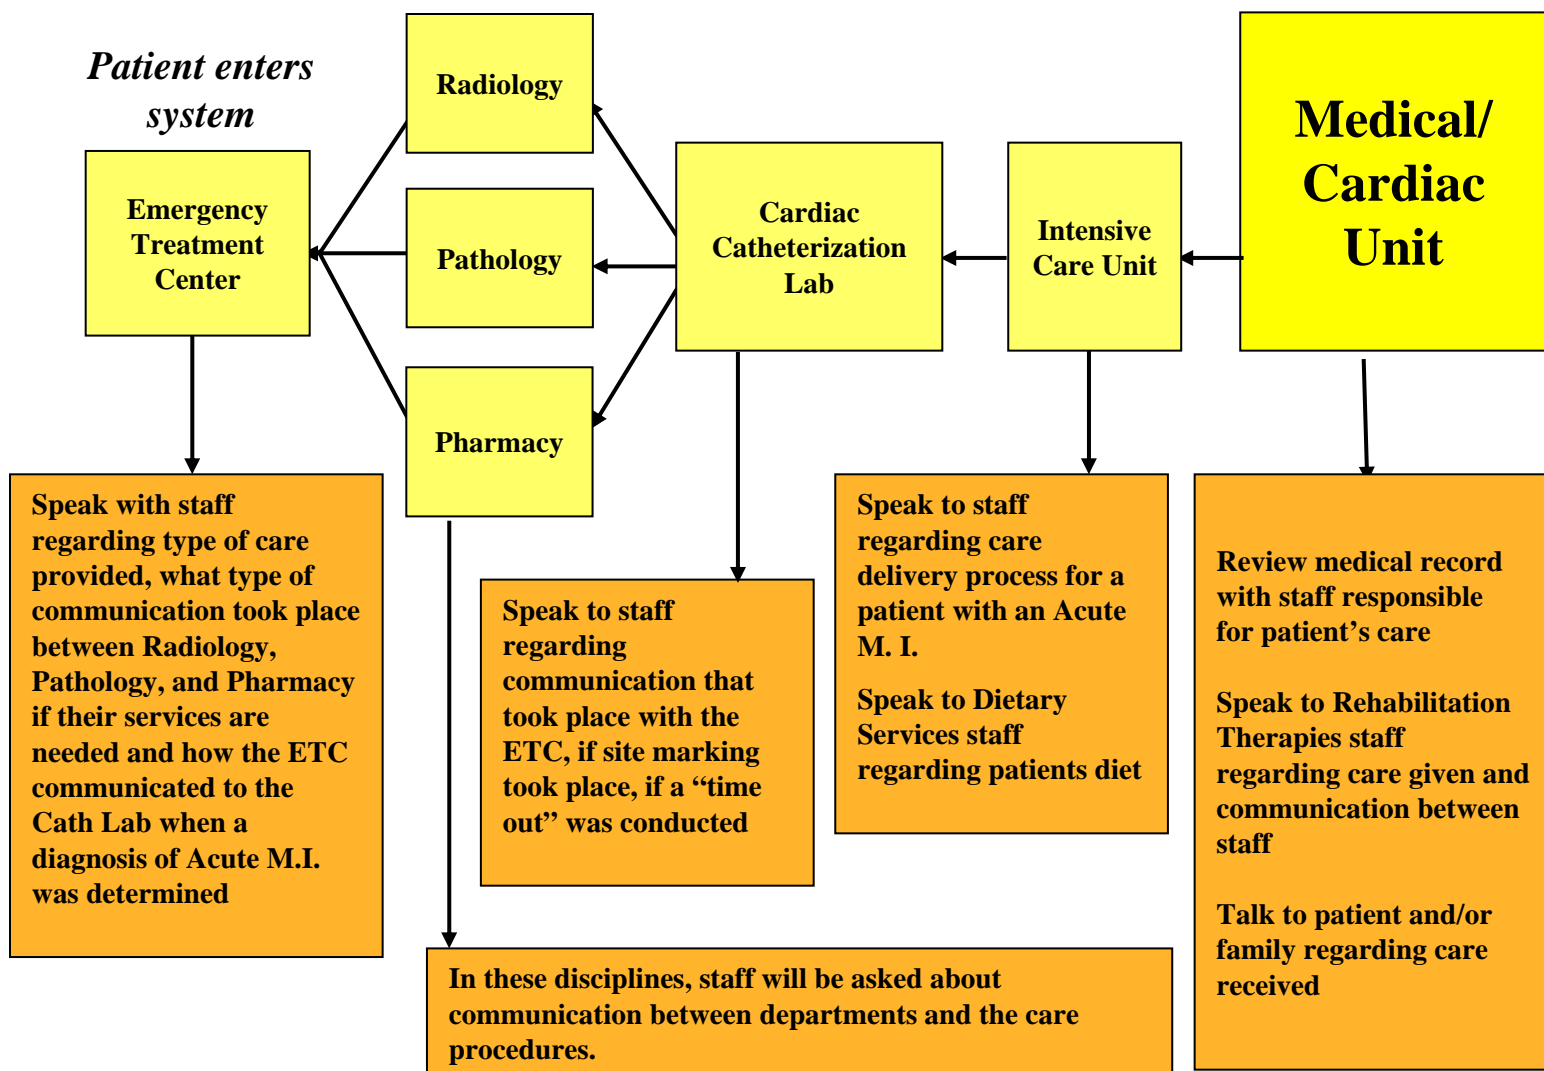 Patient enters
system
Radiology
Medical/
Cardiac
Unit
Emergency
Treatment
Center
Pathology
Cardiac
Catheterization
Lab
Intensive
Care Unit
Pharmacy
Speak with staff
regarding type of care
provided, what type of
communication took place
between Radiology,
Pathology, and Pharmacy
if their services are
needed and how the ETC
communicated to the
Cath Lab when a
diagnosis of Acute M.I.
was determined
Speak to staff
regarding
communication that
took place with the
ETC, if site marking
took place, if a “time
out” was conducted
Speak to staff
regarding care
delivery process for a
patient with an Acute
M. I.
Speak to Dietary
Services staff
regarding patients diet
Review medical record
with staff responsible
for patient’s care
Speak to Rehabilitation
Therapies staff
regarding care given and
communication between
staff
Talk to patient and/or
family regarding care
received
In these disciplines, staff will be asked about
communication between departments and the care
procedures.